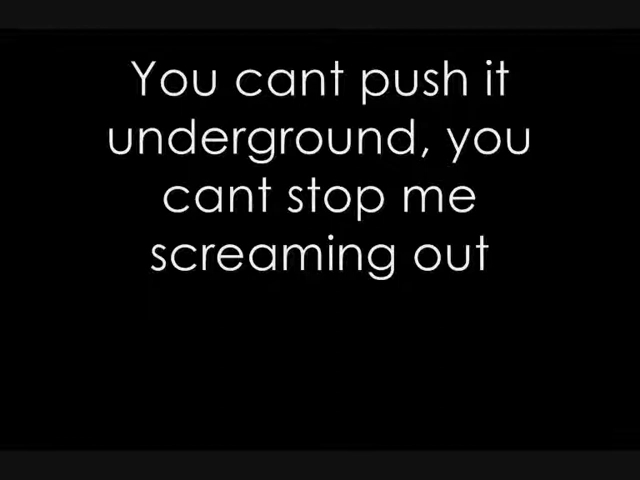 You cant push it
underground, you
cant stop me
screaming out